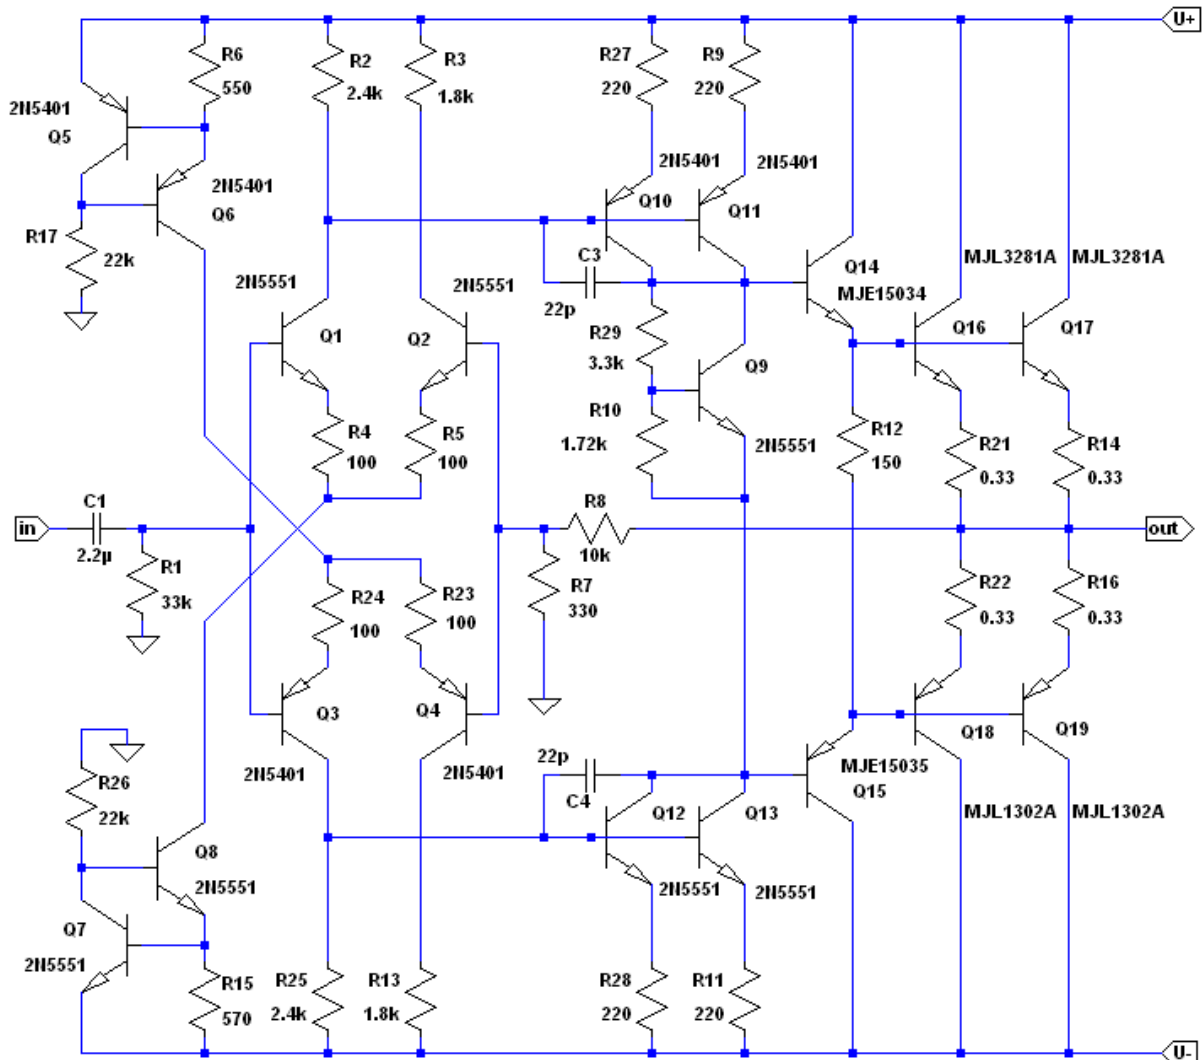 U+
R6
550
R2
2.4k
R3
1.8k
R27
220
R9
220
2N5401
Q5
2N5401
Q6
2N5401
Q10
2N5401
Q11
R17
22k
C3
22p
Q14
MJE15034
MJL3281A
Q16
MJL3281A
Q17
2N5551
Q1
2N5551
Q2
R29
3.3k
Q9
R10
1.72k
2N5551
R4
100
R5
100
R12
150
R21
0.33
R14
0.33
in
C1
2.2µ
R1
33k
R8
10k
R7
330
out
R24
100
R23
100
R22
0.33
R16
0.33
Q3
2N5401
Q4
2N5401
22p
C4
Q12
2N5551
Q13
2N5551
MJE15035
Q15
Q18
MJL1302A
Q19
MJL1302A
R26
22k
Q8
2N5551
Q7
2N5551
R15
570
R25
2.4k
R13
1.8k
R28
220
R11
220
U-